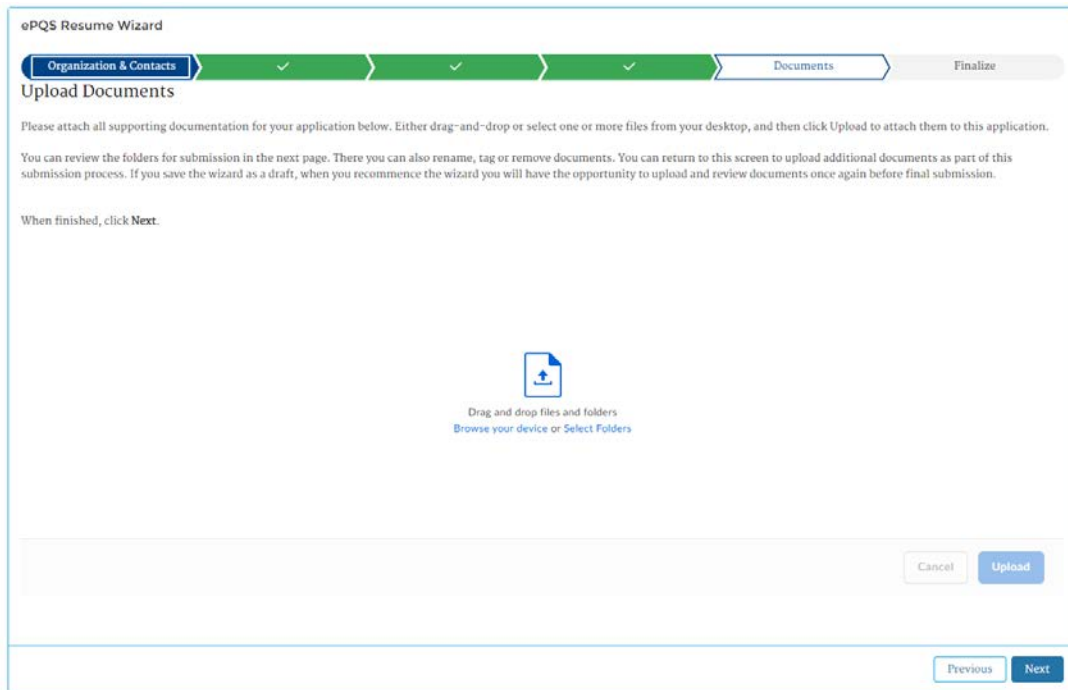 ePQS Resume Wizard
Organization & Contacts
Documents
Finalize
Upload Documents
Please attach all supporting documentation for your application below. Either drag-and-drop or select one or more files from your desktop, and then click Upload to attach them to this application.
You can review the folders for submission in the next page. There you can also rename, tag or remove documents. You can return to this screen to upload additional documents as part of this
submission process. If you save the wizard as a draft, when you recommence the wizard you will have the opportunity to upload and review documents once again before final submission.
When finished, click Next.
Drag and drop files and folders
Browse your device or Select Folders
Cancel
Upload
Previous
Next